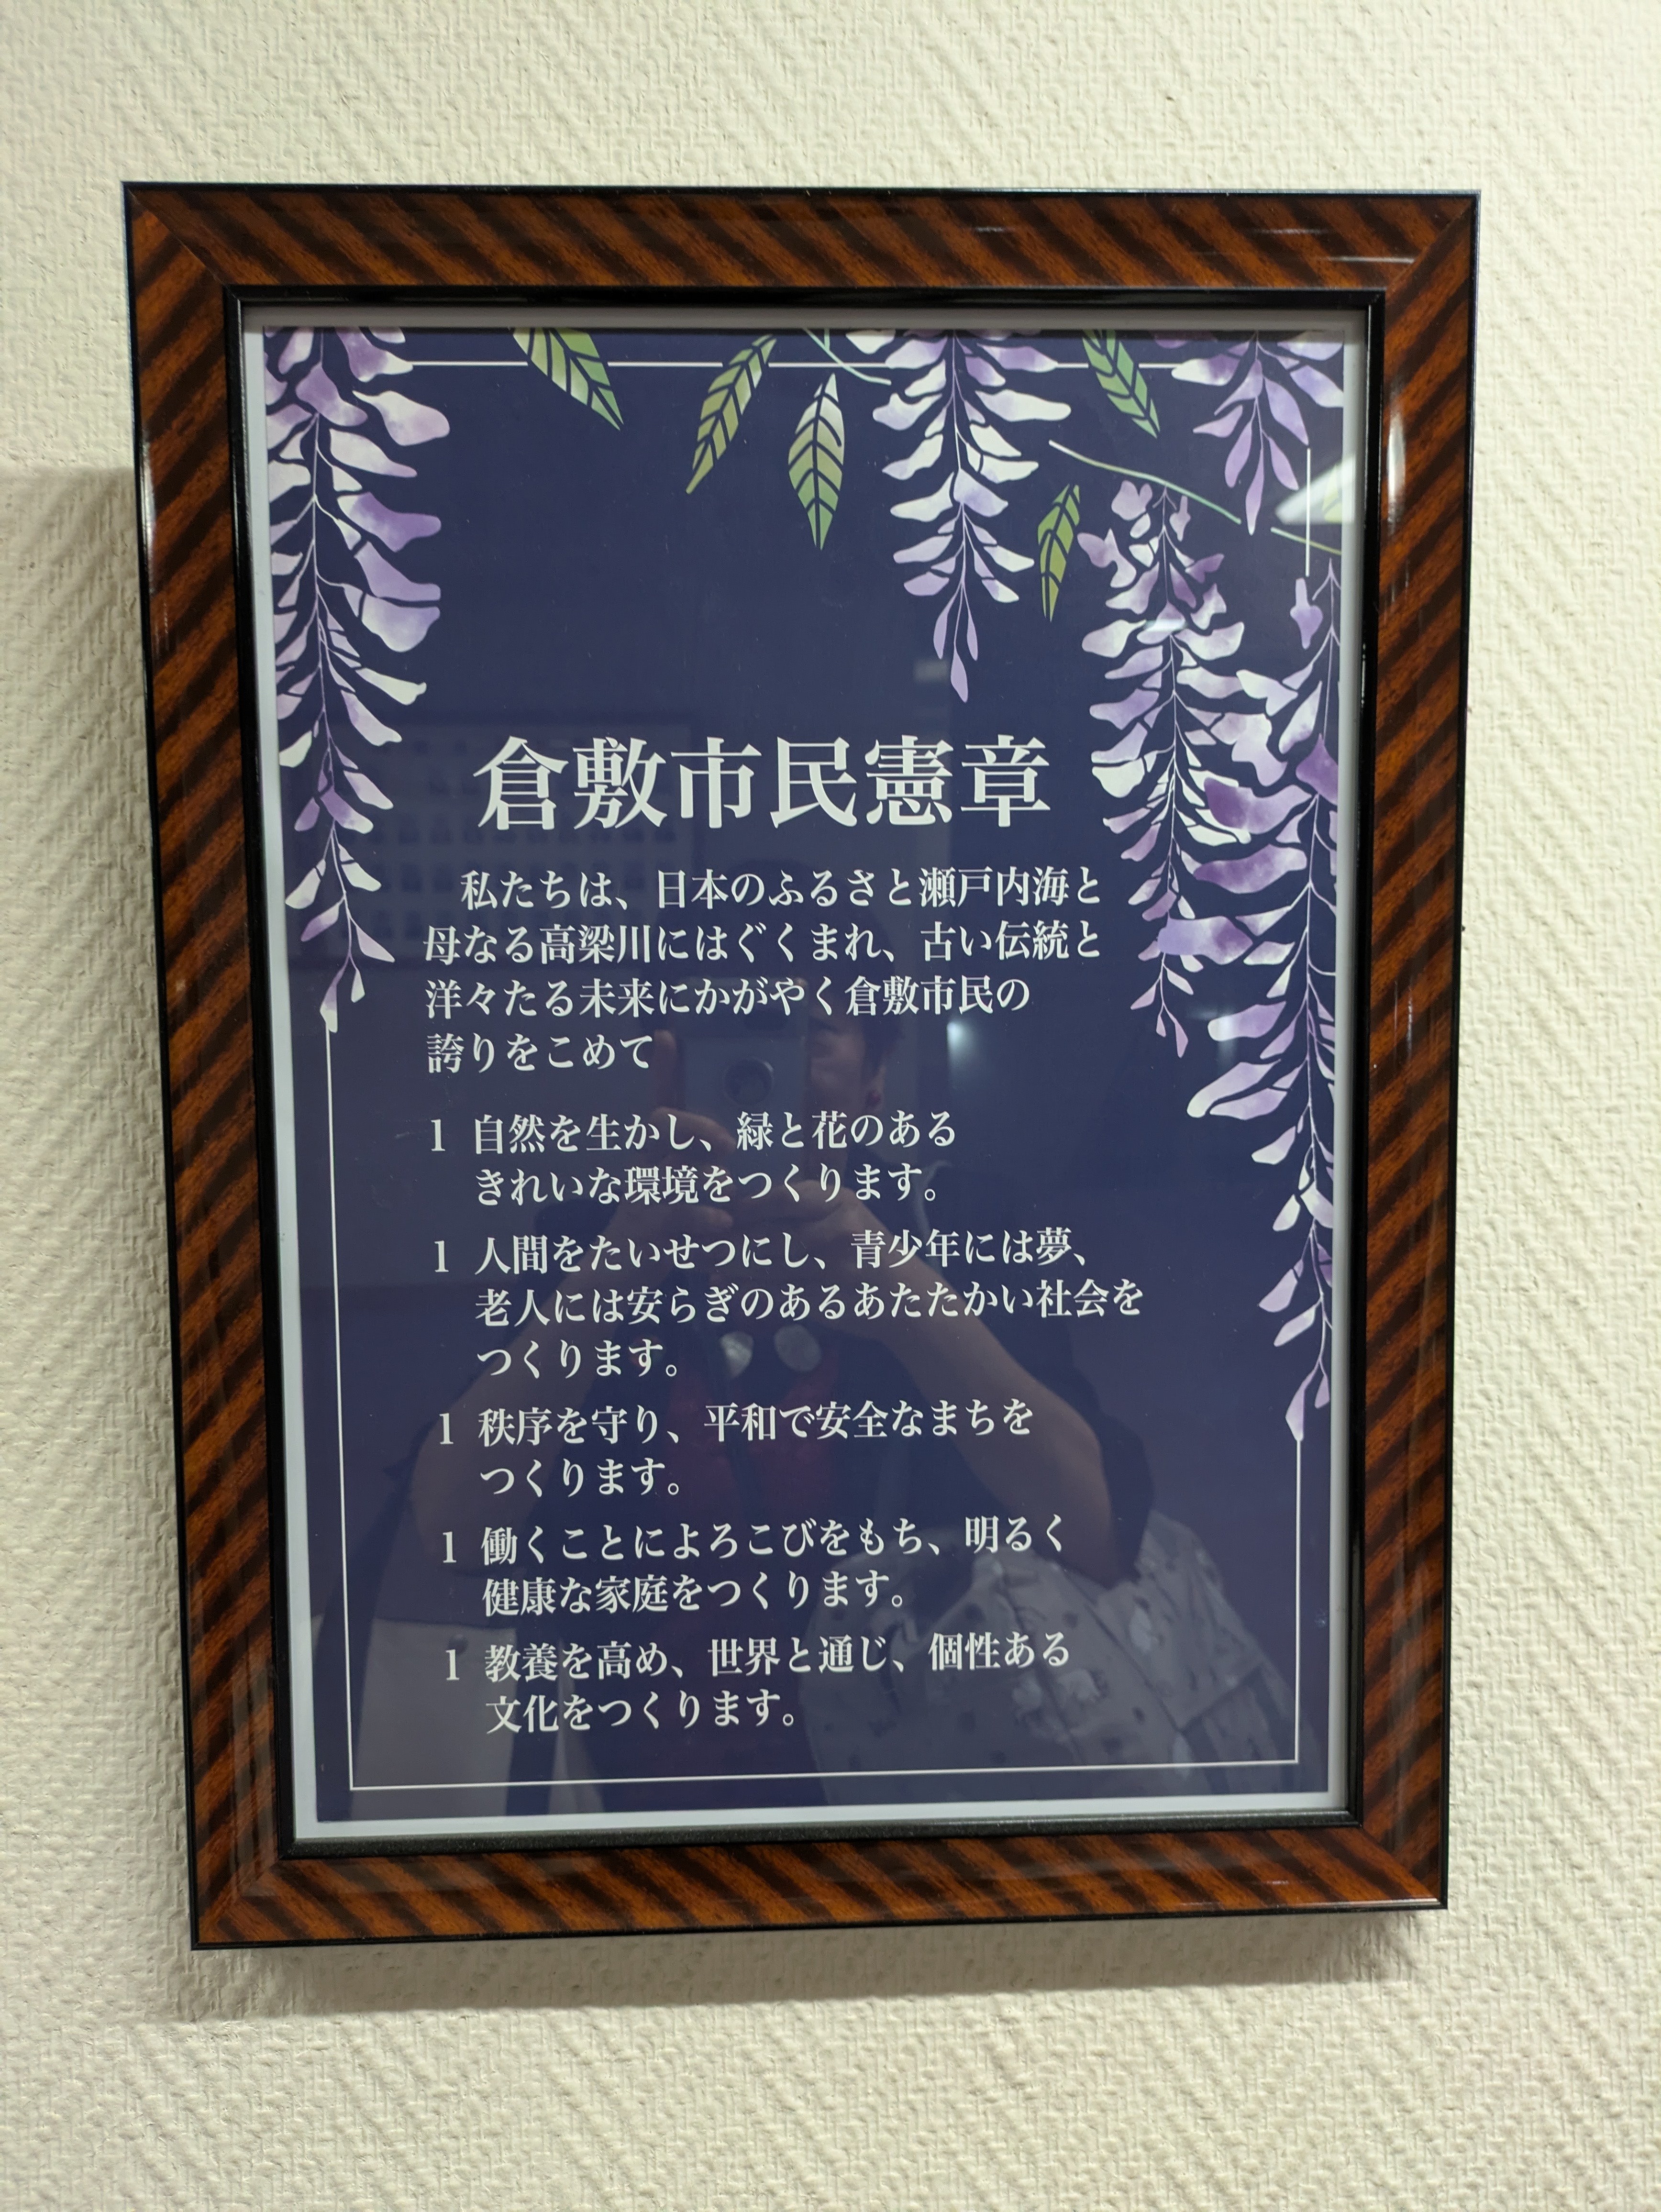 倉敷市民憲章
私たちは、日本のふるさと瀬戸内海と
母なる高梁川にはぐくまれ、古い伝統と
洋々たる未来にかがやく倉敷市民の
誇りをこめて
1 自然を生かし、緑と花のある
きれいな環境をつくります。
1 人間をたいせつにし、青少年には夢、
老人には安らぎのあるあたたかい社会を
つくります。
1 秩序を守り、平和で安全なまちを
つくります。
1 働くことによろこびをもち、明るく
健康な家庭をつくります。
1 教養を高め、世界と通じ、個性ある
文化をつくります。